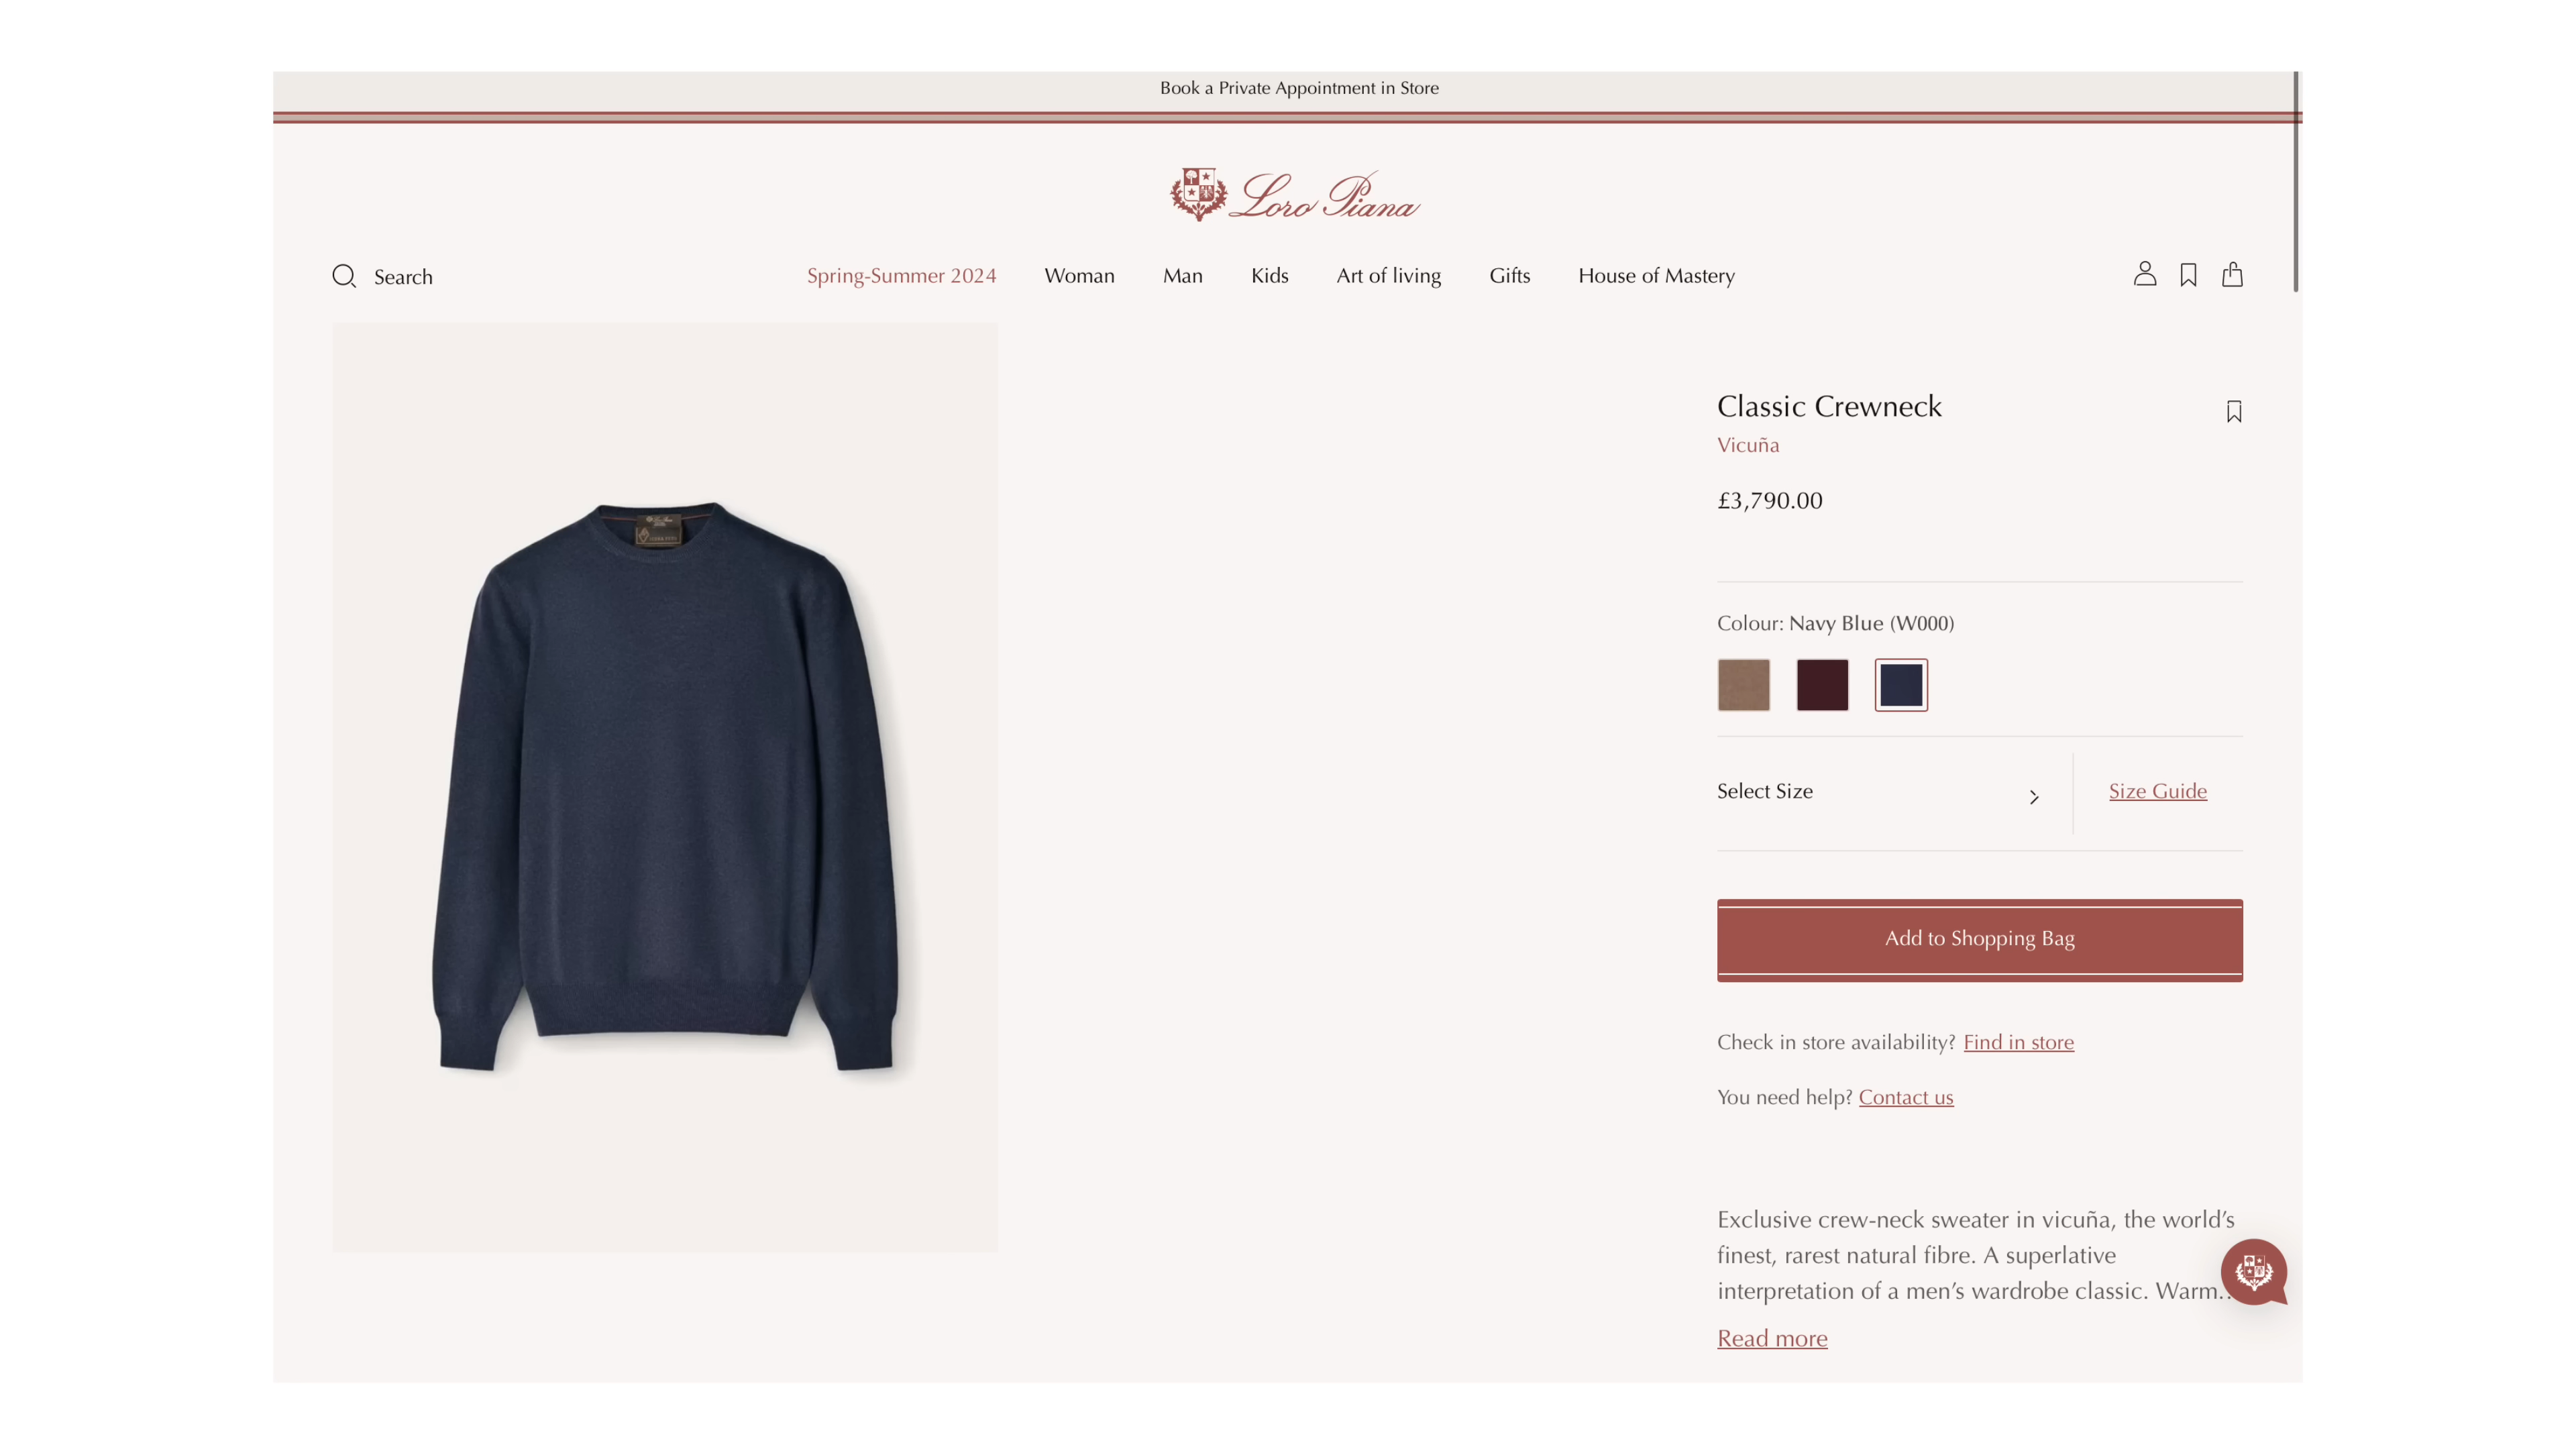 Book a Private Appointment in Store
Loro Piana
Search
Spring-Summer 2024
Woman
Man
Kids
Art of living
Gifts
House of Mastery
Classic Crewneck
Vicuña
£3,790.00
Colour: Navy Blue (W000)
Select Size
Size Guide
Add to Shopping Bag
Check in store availability? Find in store
You need help? Contact us
Exclusive crew-neck sweater in vicuña, the world’s
finest, rarest natural fibre. A superlative
interpretation of a men’s wardrobe classic. Warm..
Read more